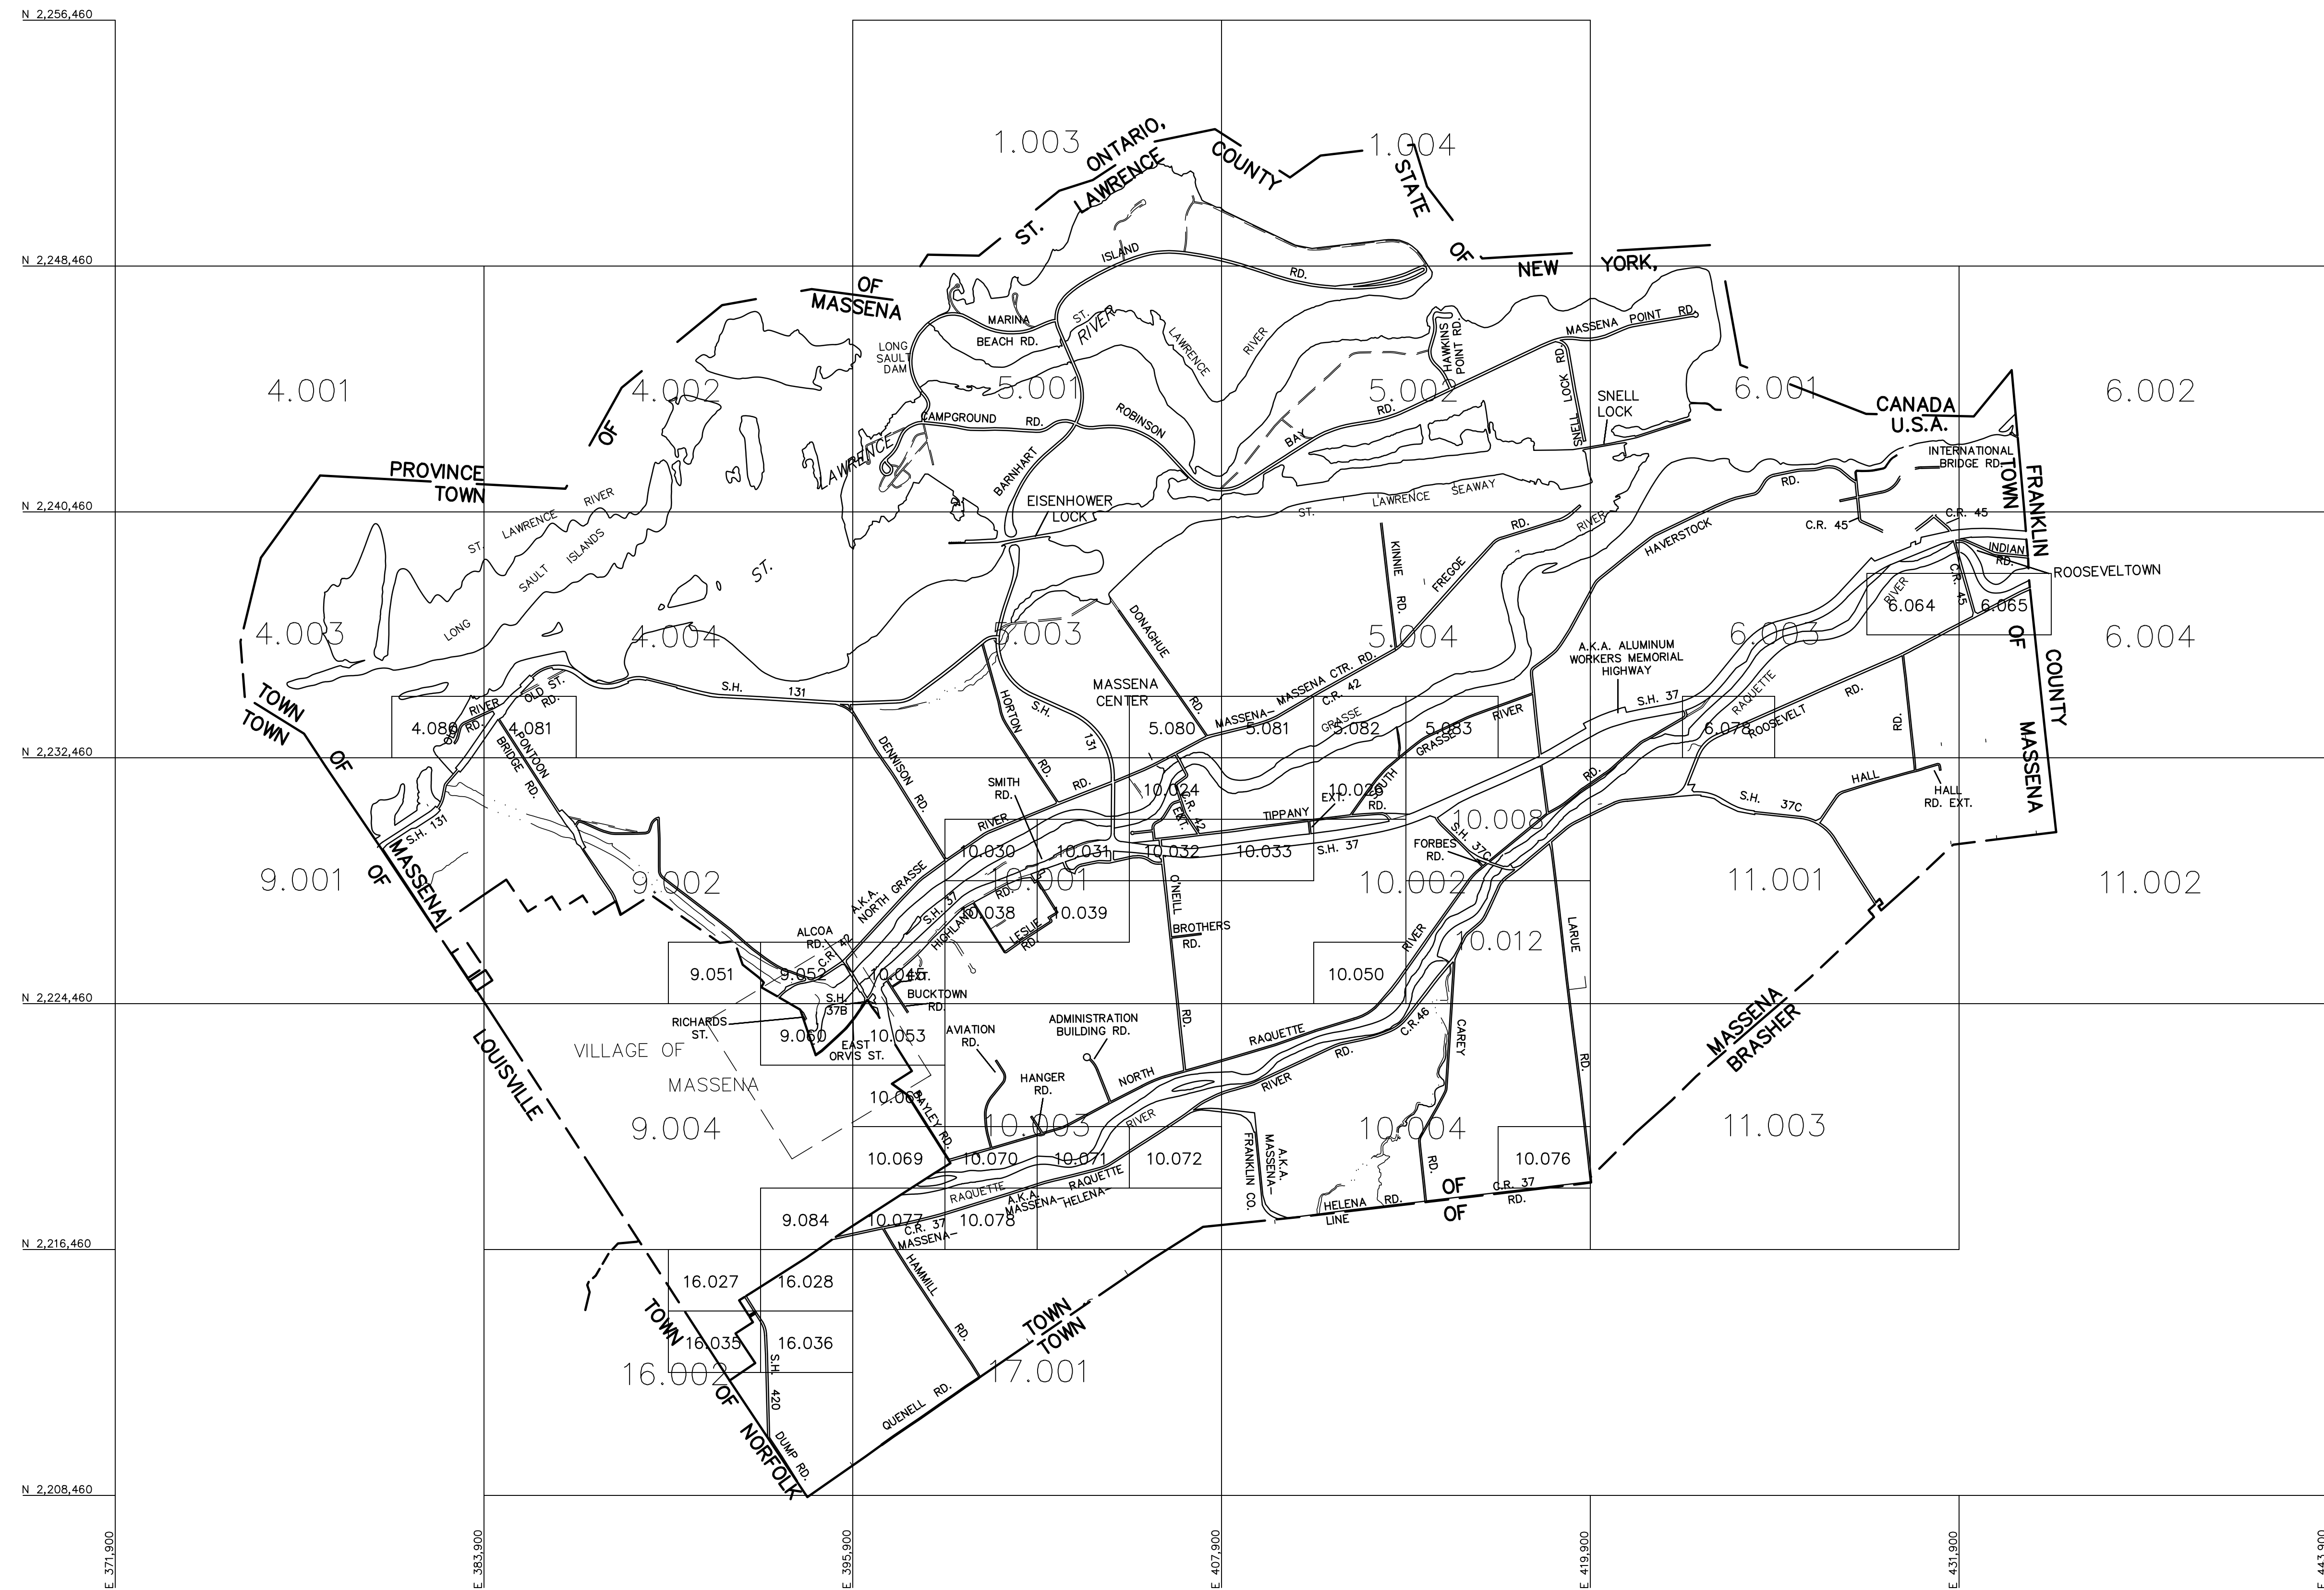 N 2,256,460
1.003
1.004
ONTARIO,
COUNTY
ST. LAWRENCE
STATE
OF
NEW YORK,
N 2,248,460
ISLAND
RD.
OF
MASSENA
MARINA
BEACH RD.
ST.
RIVER
LAWRENCE
RIVER
LONG
SAULT
DAM
HAWKINS
POINT RD.
MASSENA POINT RD.
SNELL LOCK RD.
SNELL
LOCK
4.001
4.002
5.001
5.002
6.001
6.002
CANADA
U.S.A.
CAMPGROUND RD.
ROBINSON
BAY
RD.
OF
PROVINCE
TOWN
LAWRENCE
BARNHART
INTERNATIONAL
BRIDGE RD.
TOWN
FRANKLIN
EISENHOWER
LOCK
ST. LAWRENCE SEAWAY
N 2,240,460
ST. LAWRENCE RIVER
LONG SAULT ISLANDS
ST.
KINNIE RD.
FREGOE
RD.
RIVER
HAVERSTOCK
RD.
C.R. 45
C.R. 45
INDIAN
RD.
ROOSEVELTOWN
C.R. 45
RIVER
6.064
6.065
4.003
4.004
5.003
5.004
6.003
6.004
A.K.A. ALUMINUM
WORKERS MEMORIAL
HIGHWAY
DONAGHUE
RD.
OF
COUNTY
MASSENA
TOWN
TOWN
OF
OLD ST.
RD.
RIVER
RD.
S.H. 131
HORTON
RD.
S.H.
131
MASSENA
CENTER
MASSENA- MASSENA CTR. RD.
C.R. 42
GRASSE
S.H. 37
RAQUETTE
ROOSEVELT
RD.
RD.
4.080
4.081
5.080
5.081
5.082
5.083
6.078
RIVER
GRASSE
SOUTH
RD.
N 2,232,460
PONTOON
BRIDGE RD.
DENNISON RD.
SMITH
RD.
RD.
RIVER
10.024
10.026
C.R. 42
EXT.
TIPPANY
EXT.
RD.
HALL
HALL
RD. EXT.
S.H. 37C
10.008
S.H. 131
10.030
10.031
10.032
10.033
S.H. 37
FORBES
RD.
S.H. 37C
MASSENA
OF
9.001
9.002
10.001
10.002
11.001
11.002
A.K.A.
NORTH GRASSE
S.H. 37
HIGHLAND
RD.
10.038
10.039
LESLIE
RD.
O'NEILL
BROTHERS
RD.
RD.
RIVER
10.012
LARUE
RD.
ALCOA
RD.
C.R. 42
9.051
9.052
10.045
EXT.
10.050
BUCKTOWN
RD.
S.H.
37B
N 2,224,460
RICHARDS
ST.
9.060
10.053
EAST
ORVIS ST.
VILLAGE OF
MASSENA
LOUISVILLE
AVIATION
RD.
ADMINISTRATION
BUILDING RD.
HANGER
RD.
NORTH
RAQUETTE
C.R.46
CAREY
RD.
RD.
RIVER
RIVER
MASSENA
BRASHER
BAYLEY RD.
9.004
10.003
10.004
11.003
10.069
10.070
10.071
10.072
10.076
RAQUETTE
A.K.A.
MASSENA-
RAQUETTE
HELENA-
A.K.A.
MASSENA-
FRANKLIN CO.
HELENA RD.
LINE
OF
OF
C.R. 37
RD.
9.084
10.077
10.078
C.R. 37
MASSENA-
N 2,216,460
16.027
16.028
HAMMILL
RD.
TOWN
TOWN
TOWN
16.035
16.036
16.002
17.001
OF
NORFOLK
S.H. 420
DUMP RD.
QUENELL RD.
N 2,208,460
E 371,900
E 383,900
E 395,900
E 407,900
E 419,900
E 431,900
E 443,900